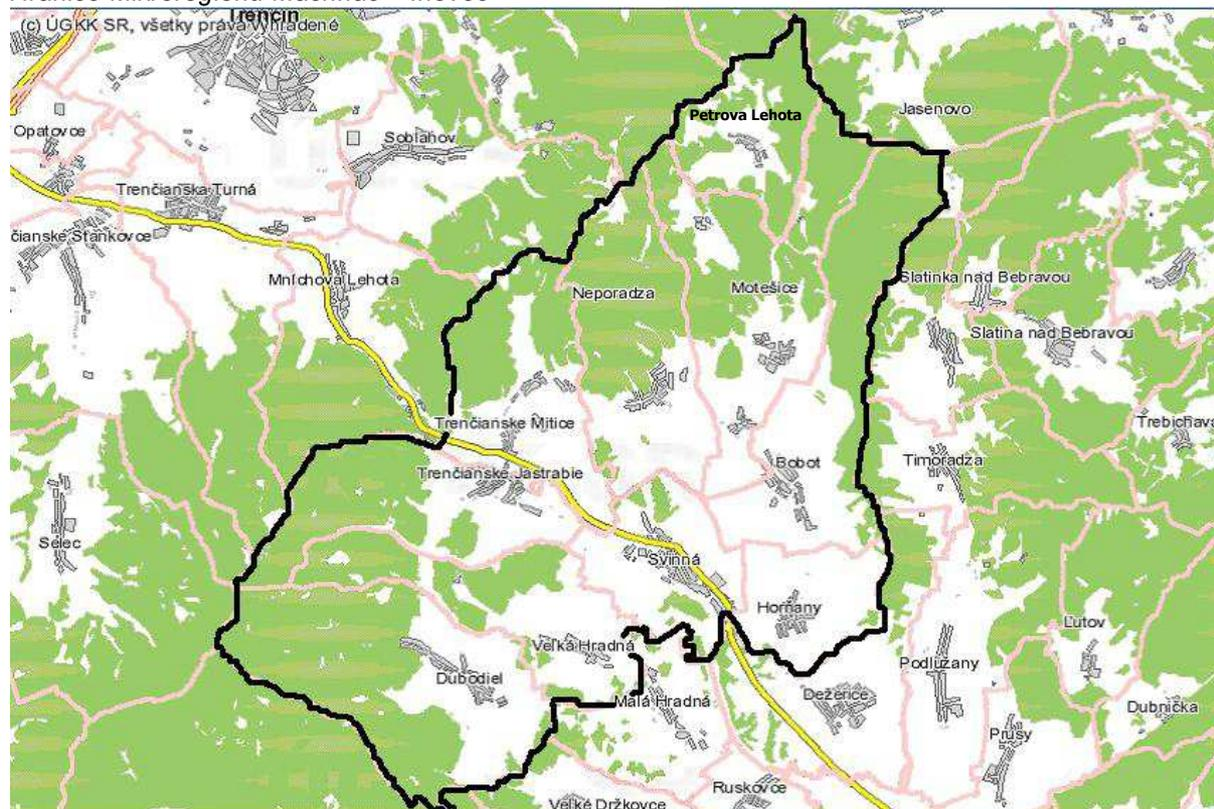 Trenčín
(c) ÚGKK SR, všetky práva vyhradené
Petrova Lehota
Jasenovo
Opatovce
Soblahov
Trenčianska Turná
čianske Stankovce
Mníchova Lehota
Neporadza
Motešice
Slatinka nad Bebravou
Slatina nad Bebravou
Trenčianske Mitice
Trebichava
Trenčianske Jastrabie
Bobot
Timoradza
Selec
Svinná
Horňany
Ľutov
Veľká Hradná
Podlužany
Dubodiel
Malá Hradná
Dežerice
Dubnička
Prusy
Ruskovce
Veľké Držkovce